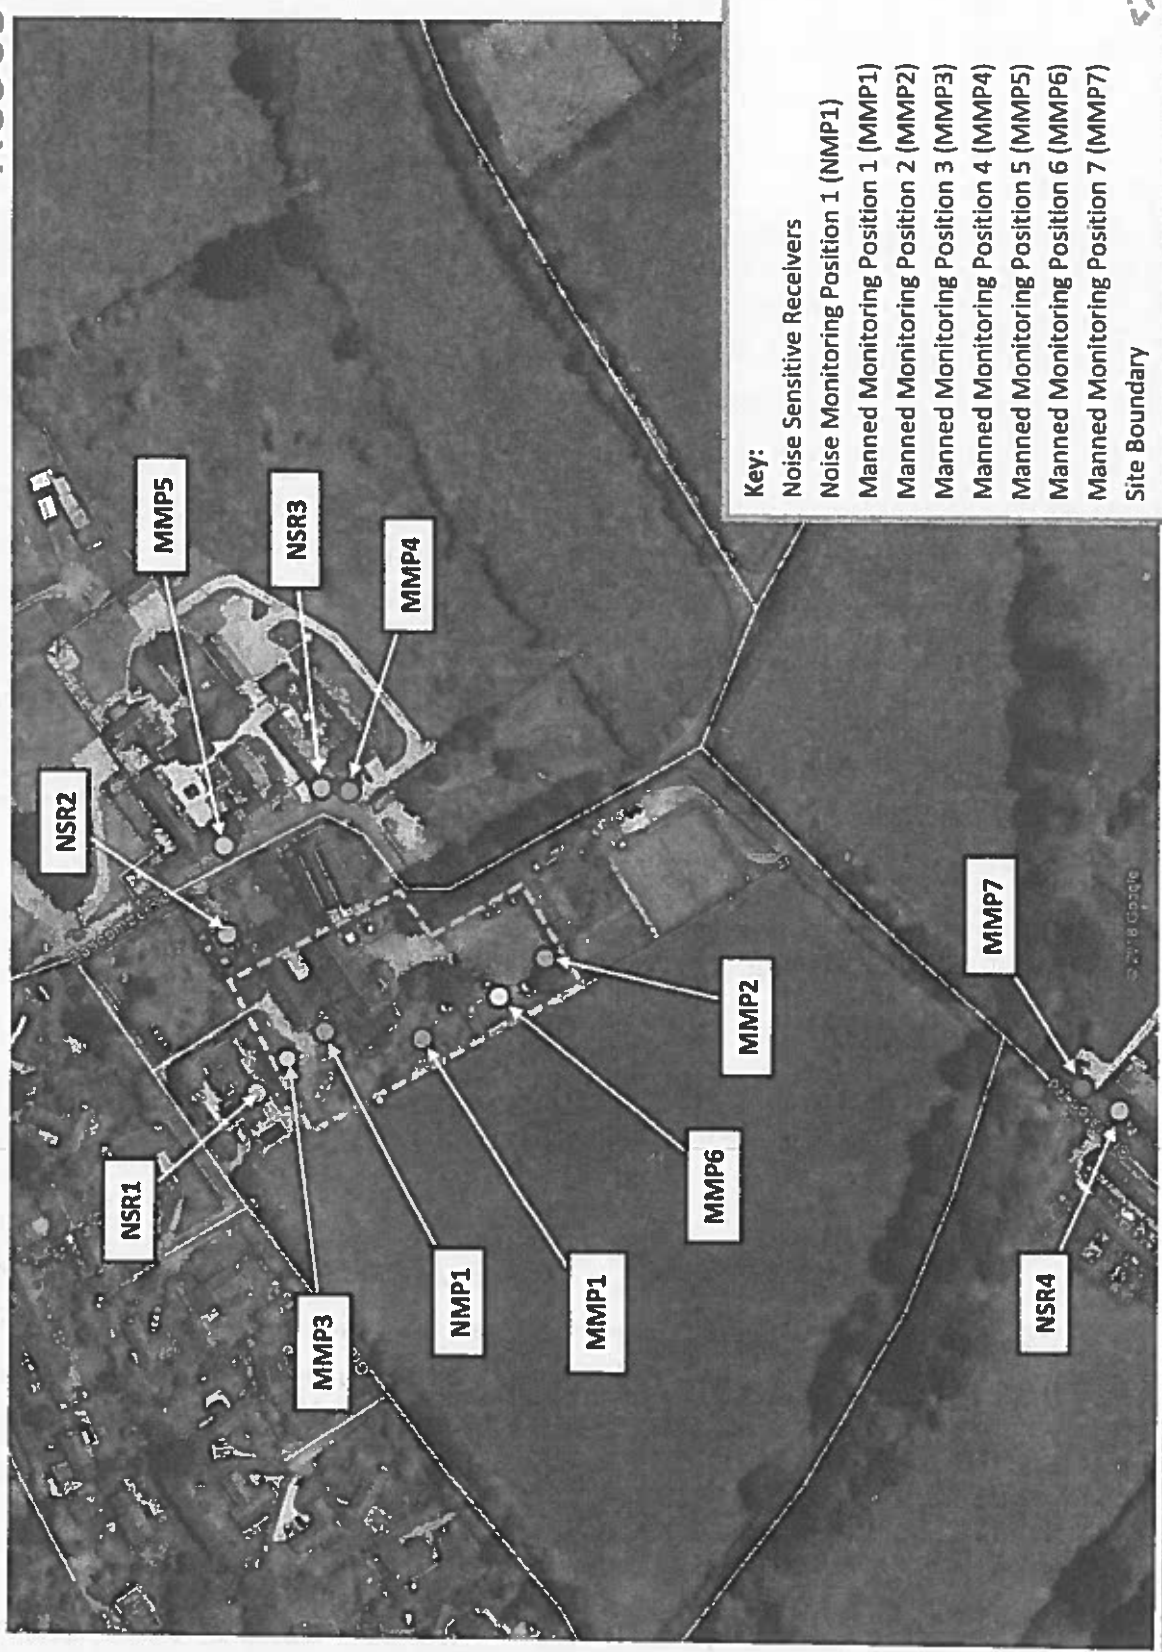 NSR1
NSR2
MMP5
NSR3
MMP4
MMP3
NMP1
MMP1
MMP6
MMP2
MMP7
NSR4
Key:
Noise Sensitive Receivers
Noise Monitoring Position 1 (NMP1)
Manned Monitoring Position 1 (MMP1)
Manned Monitoring Position 2 (MMP2)
Manned Monitoring Position 3 (MMP3)
Manned Monitoring Position 4 (MMP4)
Manned Monitoring Position 5 (MMP5)
Manned Monitoring Position 6 (MMP6)
Manned Monitoring Position 7 (MMP7)
Site Boundary